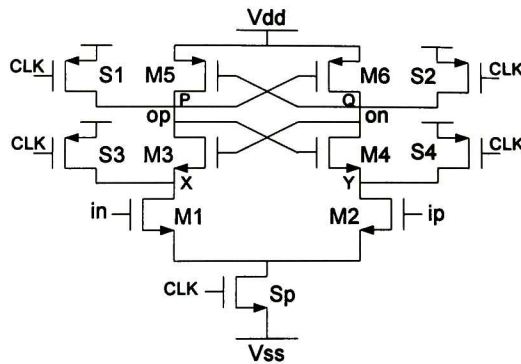 Vdd
CLK S1 M5 M6 S2 CLK
P Q
op on
CLK S3 M3 M4 S4 CLK
X Y
in M1 M2 ip
CLK Sp
Vss